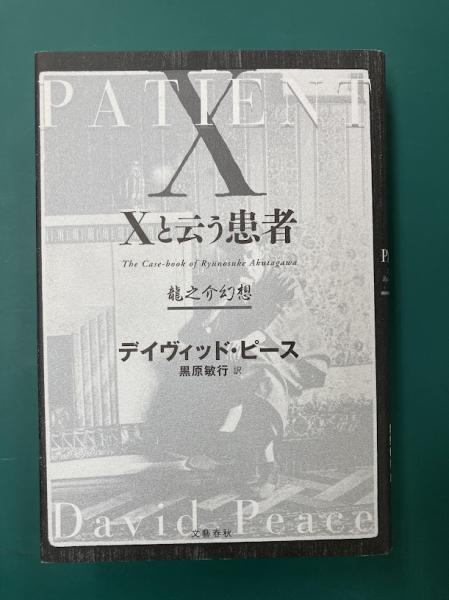 PATIENT
X
Xと云う患者
The Case-book of Ryūnosuke Akutagawa
龍之介幻想
デイヴィッド・ピース
黒原敏行 訳
David Peace
文藝春秋